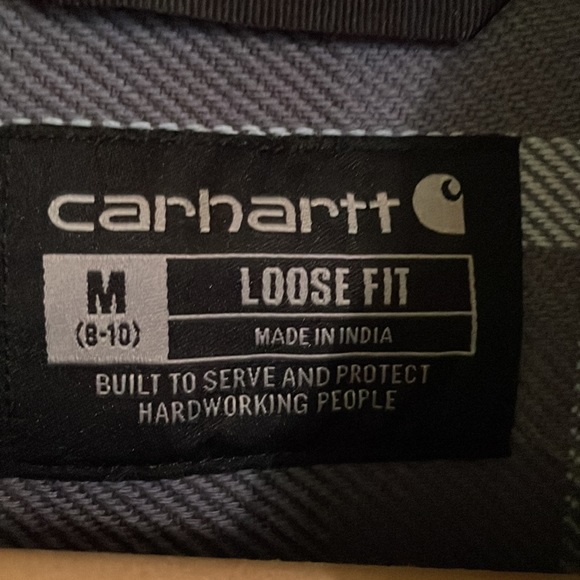 carhartt
M
(8-10)
LOOSE FIT
MADE IN INDIA
BUILT TO SERVE AND PROTECT
HARDWORKING PEOPLE